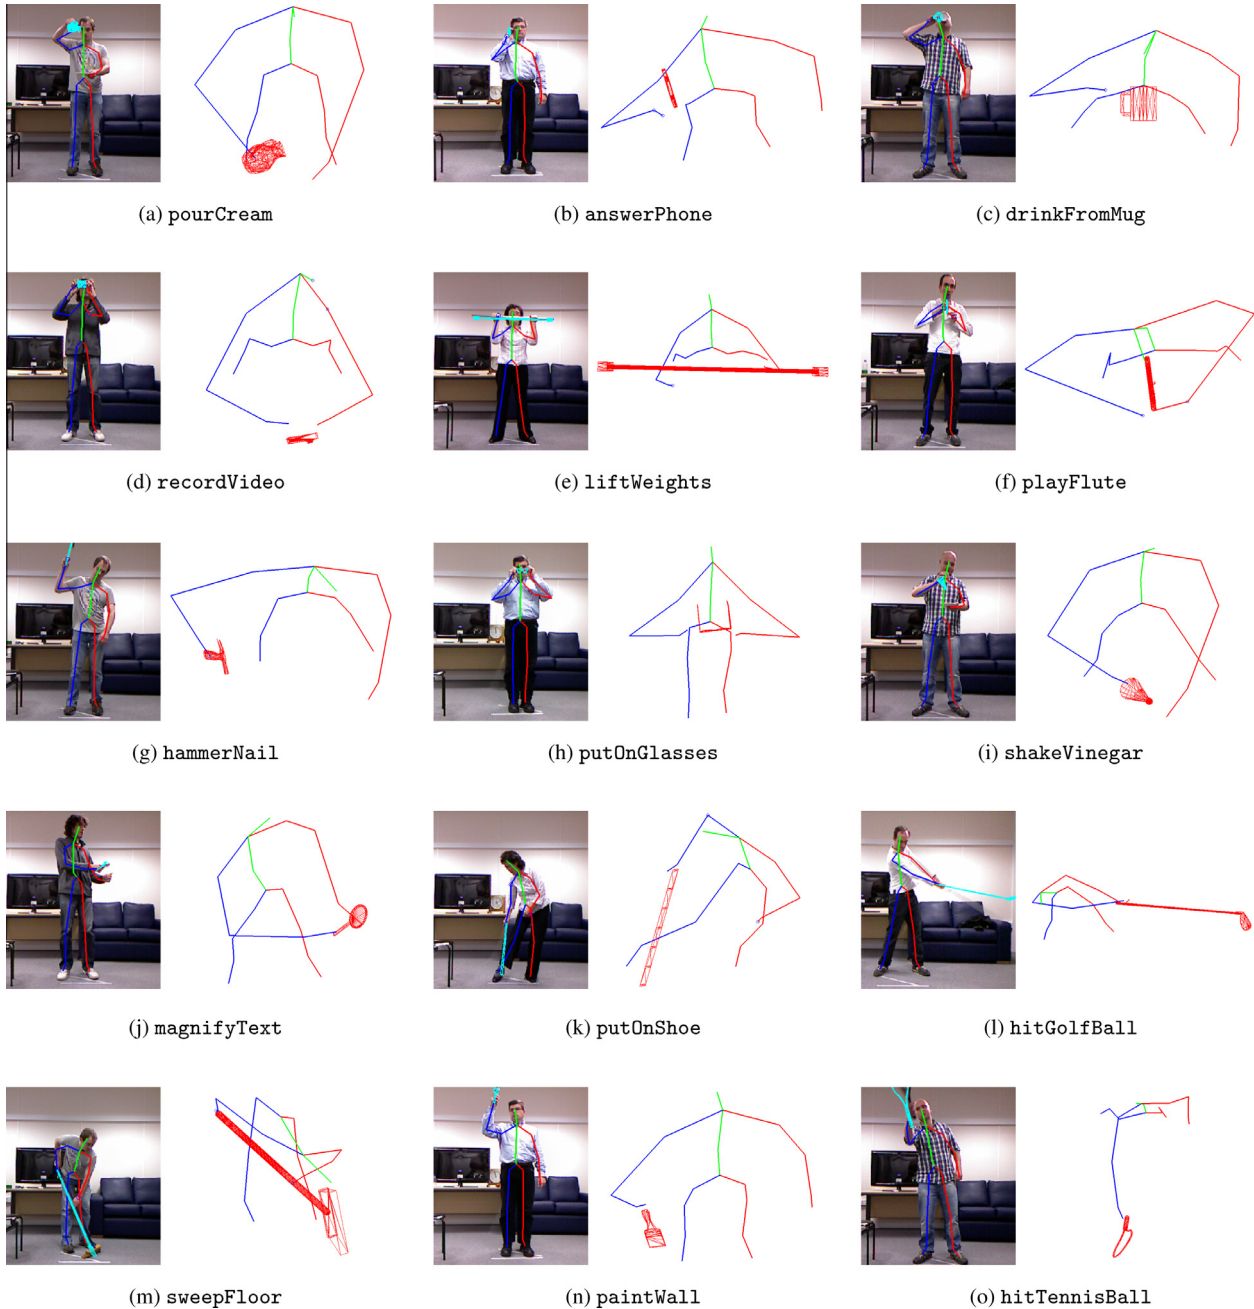 (a) pourCream
(b) answerPhone
(c) drinkFromMug
(d) recordVideo
(e) liftWeights
(f) playFlute
(g) hammerNail
(h) putOnGlasses
(i) shakeVinegar
(j) magnifyText
(k) putOnShoe
(l) hitGolfBall
(m) sweepFloor
(n) paintWall
(o) hitTennisBall